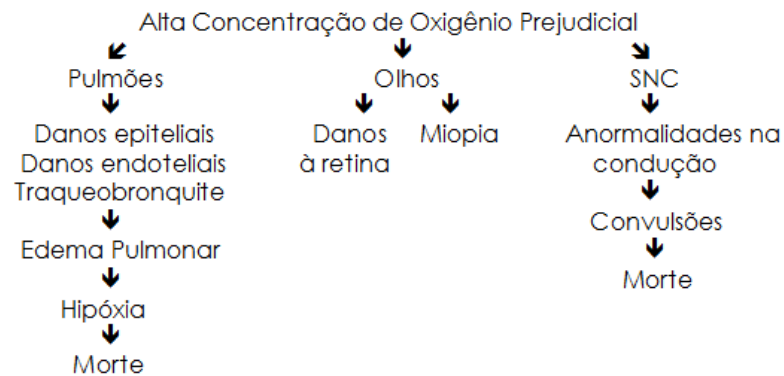 Alta Concentração de Oxigênio Prejudicial
Pulmões
Danos epiteliais
Danos endoteliais
Traqueobronquite
Edema Pulmonar
Hipóxia
Morte
Olhos
Danos
à retina
Miopia
SNC
Anormalidades na
condução
Convulsões
Morte